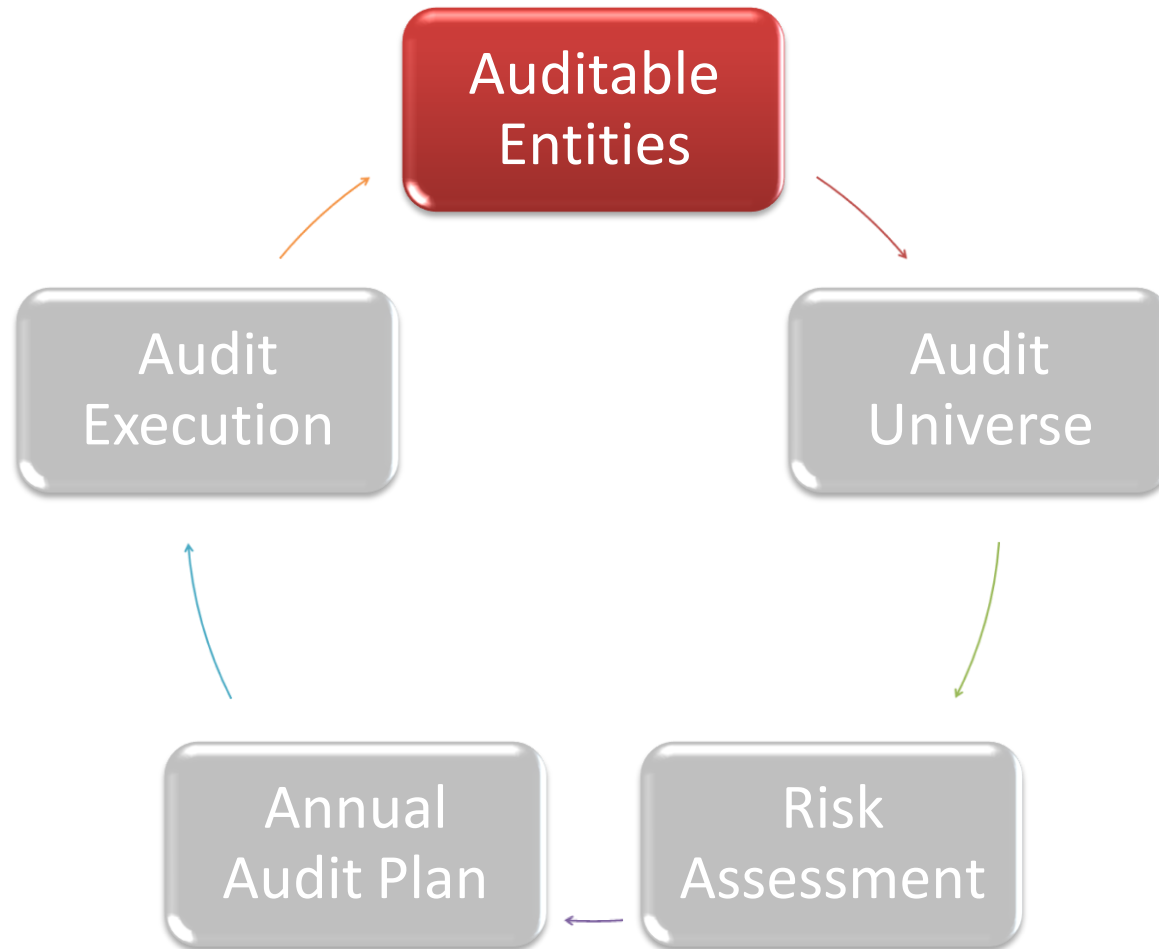 Auditable
Entities
Audit
Universe
Risk
Assessment
Annual
Audit Plan
Audit
Execution